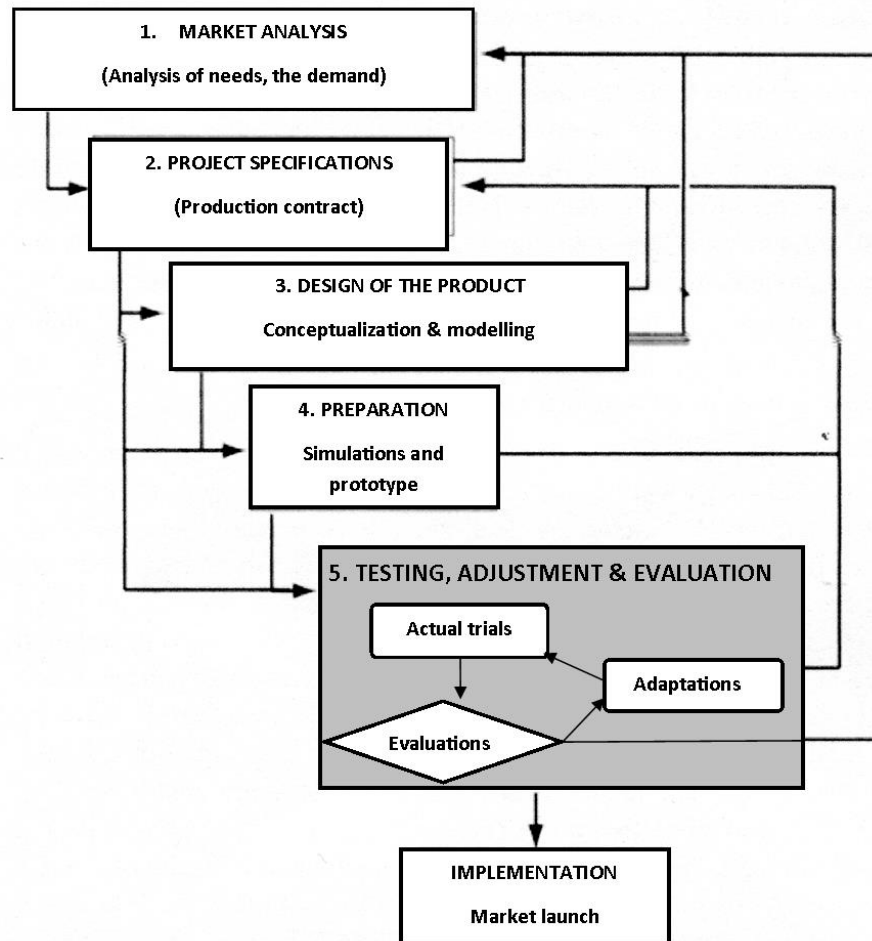 1. MARKET ANALYSIS
(Analysis of needs, the demand)
2. PROJECT SPECIFICATIONS
(Production contract)
3. DESIGN OF THE PRODUCT
Conceptualization & modelling
4. PREPARATION
Simulations and
prototype
5. TESTING, ADJUSTMENT & EVALUATION
Actual trials
Adaptations
Evaluations
IMPLEMENTATION
Market launch